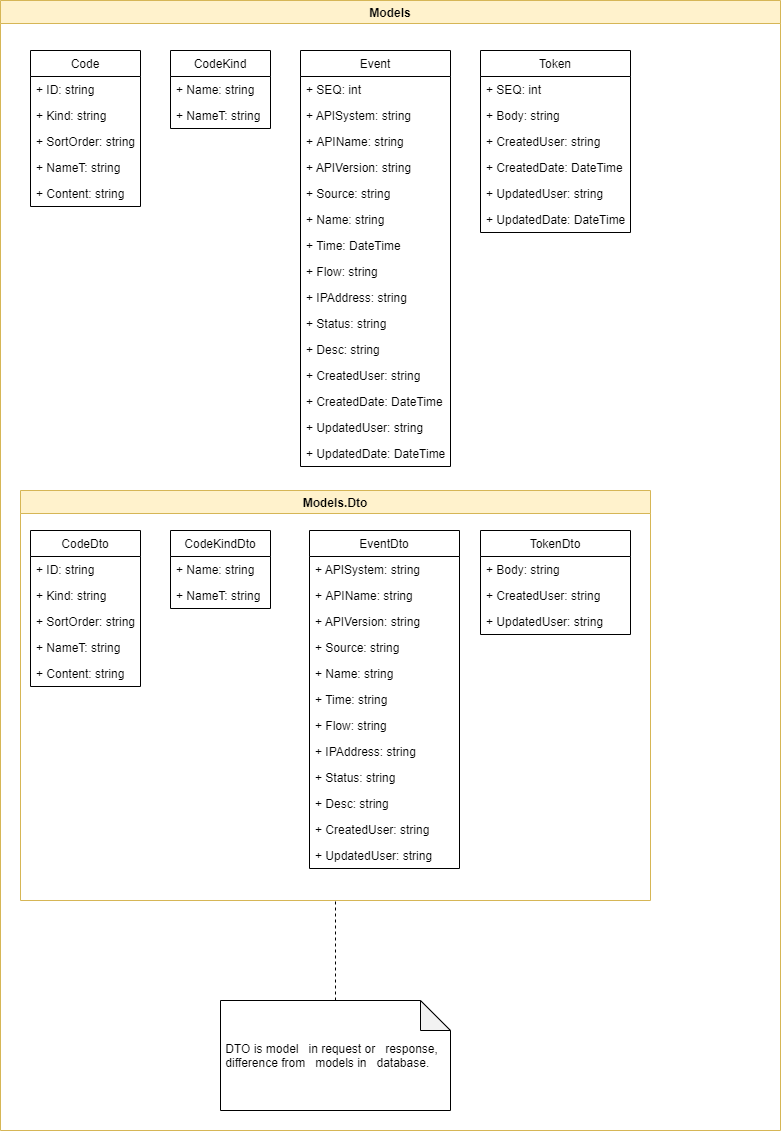 Models
Code
+ ID: string
+ Kind: string
+ SortOrder: string
+ NameT: string
+ Content: string
CodeKind
+ Name: string
+ NameT: string
Event
+ SEQ: int
+ APISystem: string
+ APIName: string
+ APIVersion: string
+ Source: string
+ Name: string
+ Time: DateTime
+ Flow: string
+ IPAddress: string
+ Status: string
+ Desc: string
+ CreatedUser: string
+ CreatedDate: DateTime
+ UpdatedUser: string
+ UpdatedDate: DateTime
Token
+ SEQ: int
+ Body: string
+ CreatedUser: string
+ CreatedDate: DateTime
+ UpdatedUser: string
+ UpdatedDate: DateTime
Models.Dto
CodeDto
+ ID: string
+ Kind: string
+ SortOrder: string
+ NameT: string
+ Content: string
CodeKindDto
+ Name: string
+ NameT: string
EventDto
+ APISystem: string
+ APIName: string
+ APIVersion: string
+ Source: string
+ Name: string
+ Time: string
+ Flow: string
+ IPAddress: string
+ Status: string
+ Desc: string
+ CreatedUser: string
+ UpdatedUser: string
TokenDto
+ Body: string
+ CreatedUser: string
+ UpdatedUser: string
DTO is model in request or response,
difference from models in database.